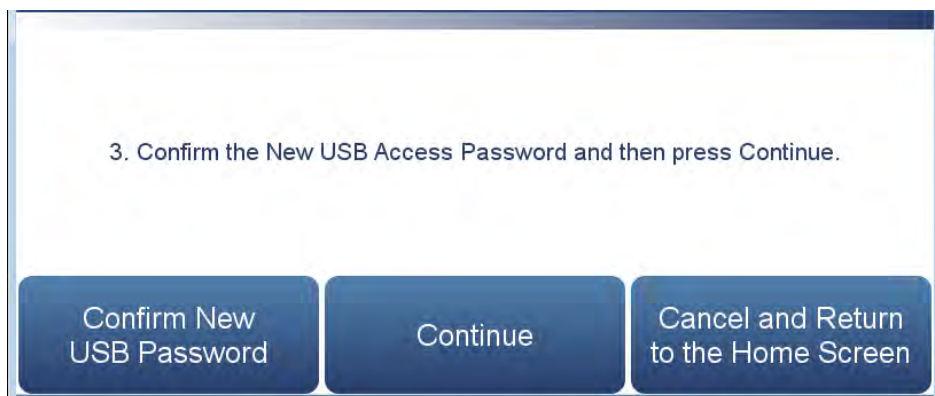 3. Confirm the New USB Access Password and then press Continue.
Confirm New
USB Password
Continue
Cancel and Return
to the Home Screen